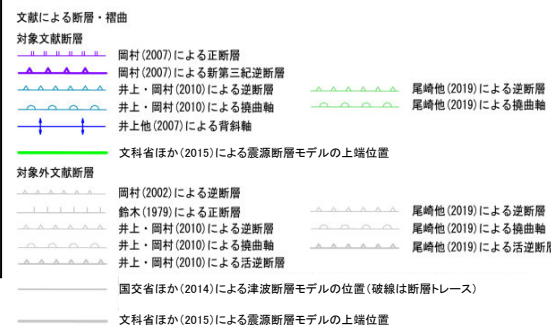 文献による断層・褶曲
対象文献断層
岡村(2007)による正断層
岡村(2007)による新第三紀逆断層
井上・岡村(2010)による逆断層
尾崎他(2019)による逆断層
井上・岡村(2010)による撓曲軸
尾崎他(2019)による撓曲軸
井上他(2007)による背斜軸
文科省ほか(2015)による震源断層モデルの上端位置
対象外文献断層
岡村(2002)による逆断層
鈴木(1979)による正断層
尾崎他(2019)による逆断層
井上・岡村(2010)による逆断層
尾崎他(2019)による撓曲軸
井上・岡村(2010)による撓曲軸
尾崎他(2019)による活逆断層
井上・岡村(2010)による活逆断層
国交省ほか(2014)による津波断層モデルの位置(破線は断層トレース)
文科省ほか(2015)による震源断層モデルの上端位置